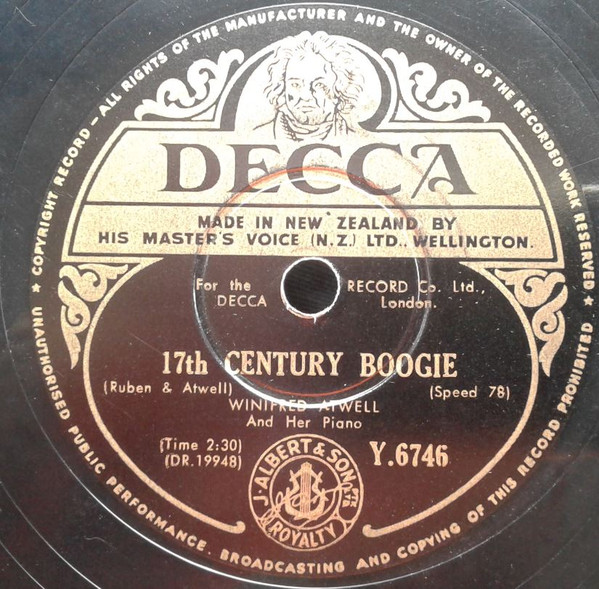 ★ COPYRIGHT RECORD – ALL RIGHTS OF THE MANUFACTURER AND THE OWNER OF THE RECORDED WORK RESERVED ★
DECCA
MADE IN NEW ZEALAND BY
HIS MASTER'S VOICE (N.Z.) LTD., WELLINGTON.
For the RECORD Co. Ltd.,
DECCA London.
17th CENTURY BOOGIE
(Ruben & Atwell) (Speed 78)
WINIFRED ATWELL
And Her Piano
(Time 2:30)
(DR.19948)
Y.6746
J. ALBERT & SON PTY LTD
ROYALTY
UNAUTHORISED PUBLIC PERFORMANCE. BROADCASTING AND COPYING OF THIS RECORD PROHIBITED